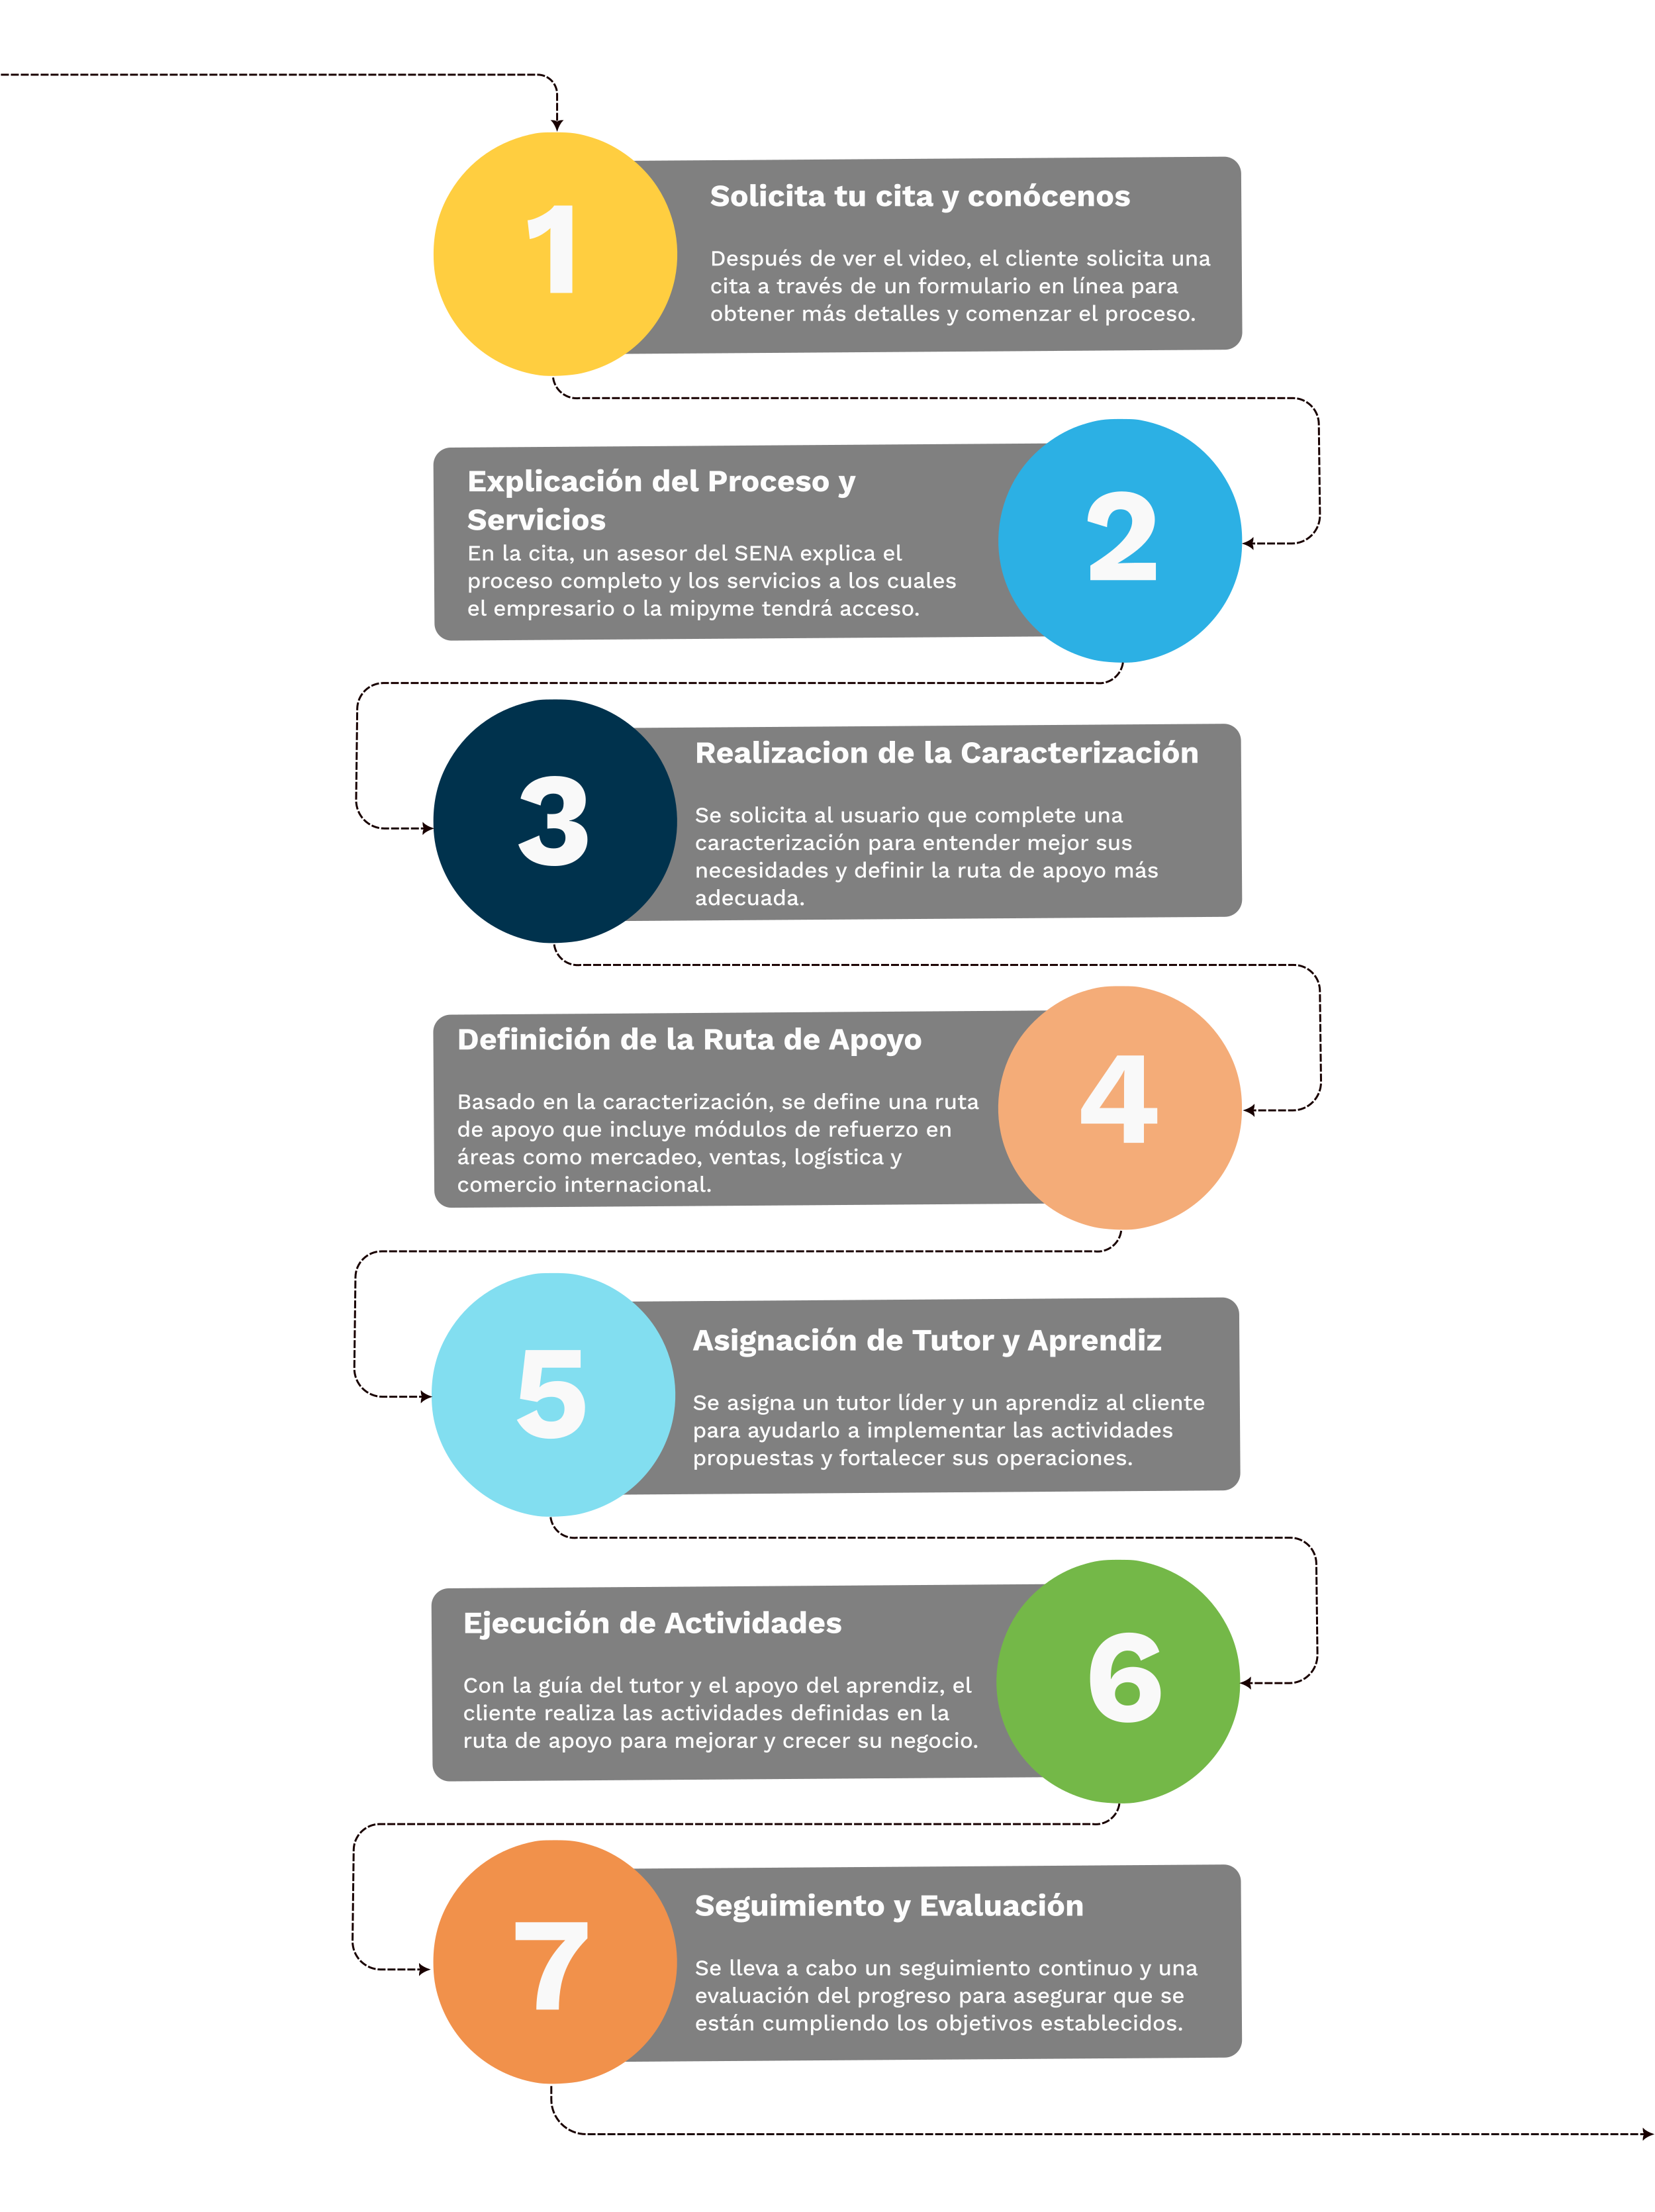 1
Solicita tu cita y conócenos
Después de ver el video, el cliente solicita una
cita a través de un formulario en línea para
obtener más detalles y comenzar el proceso.
2
Explicación del Proceso y
Servicios
En la cita, un asesor del SENA explica el
proceso completo y los servicios a los cuales
el empresario o la mipyme tendrá acceso.
3
Realizacion de la Caracterización
Se solicita al usuario que complete una
caracterización para entender mejor sus
necesidades y definir la ruta de apoyo más
adecuada.
4
Definición de la Ruta de Apoyo
Basado en la caracterización, se define una ruta
de apoyo que incluye módulos de refuerzo en
áreas como mercadeo, ventas, logística y
comercio internacional.
5
Asignación de Tutor y Aprendiz
Se asigna un tutor líder y un aprendiz al cliente
para ayudarlo a implementar las actividades
propuestas y fortalecer sus operaciones.
6
Ejecución de Actividades
Con la guía del tutor y el apoyo del aprendiz, el
cliente realiza las actividades definidas en la
ruta de apoyo para mejorar y crecer su negocio.
7
Seguimiento y Evaluación
Se lleva a cabo un seguimiento continuo y una
evaluación del progreso para asegurar que se
están cumpliendo los objetivos establecidos.